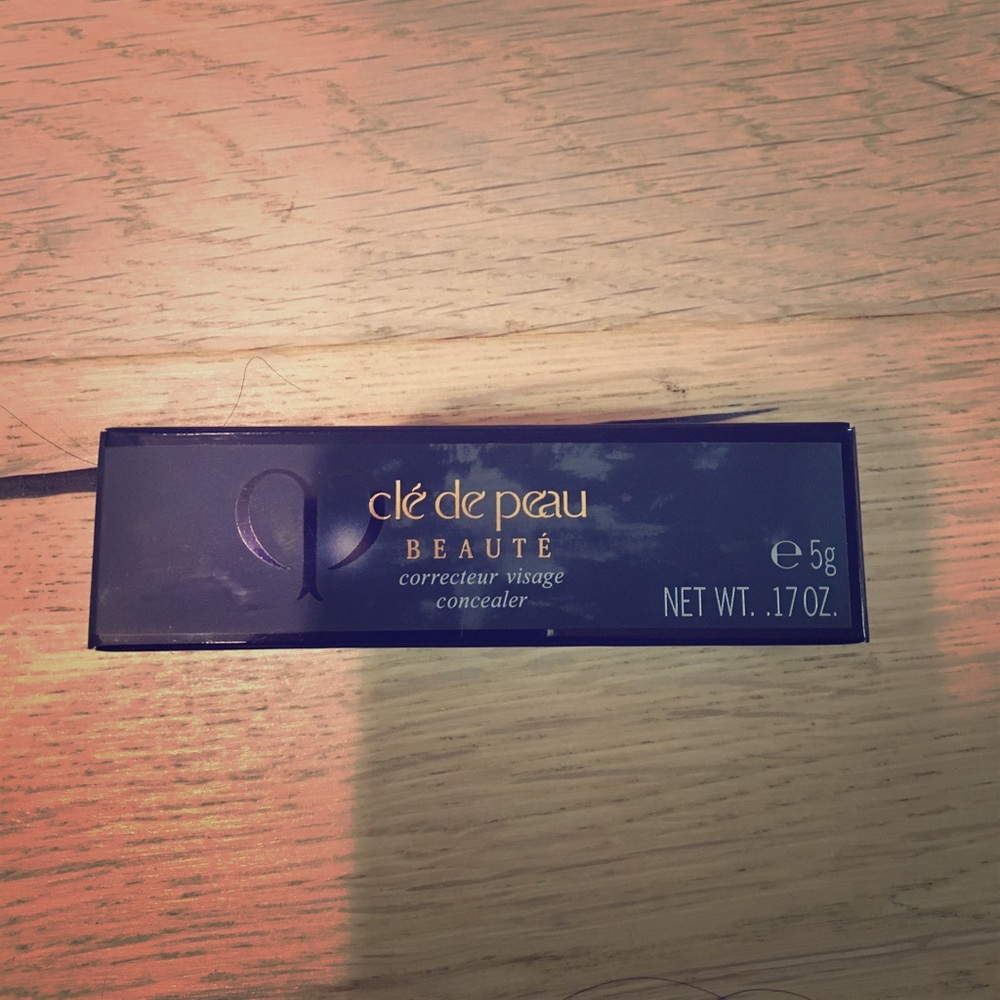 clé de peau
BEAUTÉ
correcteur visage
concealer
℮ 5g
NET WT. .17 OZ.